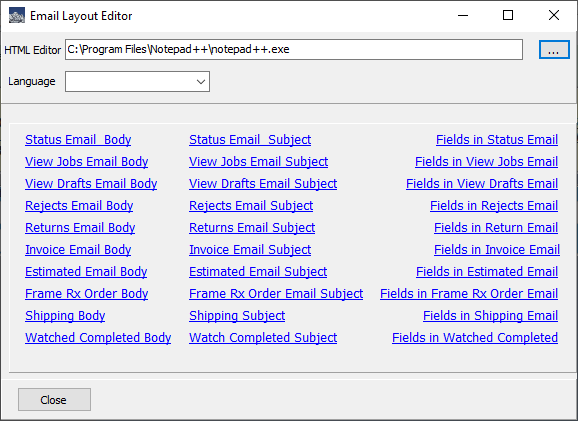 Email Layout Editor
HTML Editor C:\Program Files\Notepad++\notepad++.exe ...
Language
Status Email Body Status Email Subject Fields in Status Email
View Jobs Email Body View Jobs Email Subject Fields in View Jobs Email
View Drafts Email Body View Drafts Email Subject Fields in View Drafts Email
Rejects Email Body Rejects Email Subject Fields in Rejects Email
Returns Email Body Returns Email Subject Fields in Return Email
Invoice Email Body Invoice Email Subject Fields in Invoice Email
Estimated Email Body Estimated Email Subject Fields in Estimated Email
Frame Rx Order Body Frame Rx Order Email Subject Fields in Frame Rx Order Email
Shipping Body Shipping Subject Fields in Shipping Email
Watched Completed Body Watch Completed Subject Fields in Watched Completed
Close